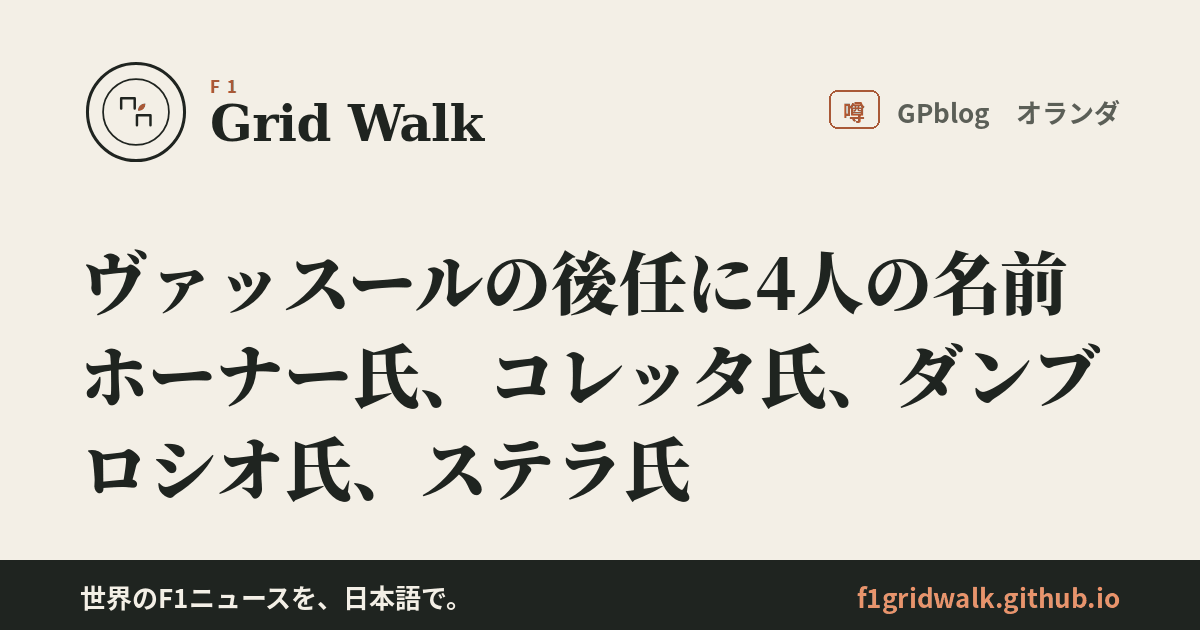 F1
Grid Walk
噂 GPblog オランダ
ヴァッスールの後任に4人の名前
ホーナー氏、コレッタ氏、ダンブ
ロシオ氏、ステラ氏
世界のF1ニュースを、日本語で。
f1gridwalk.github.io